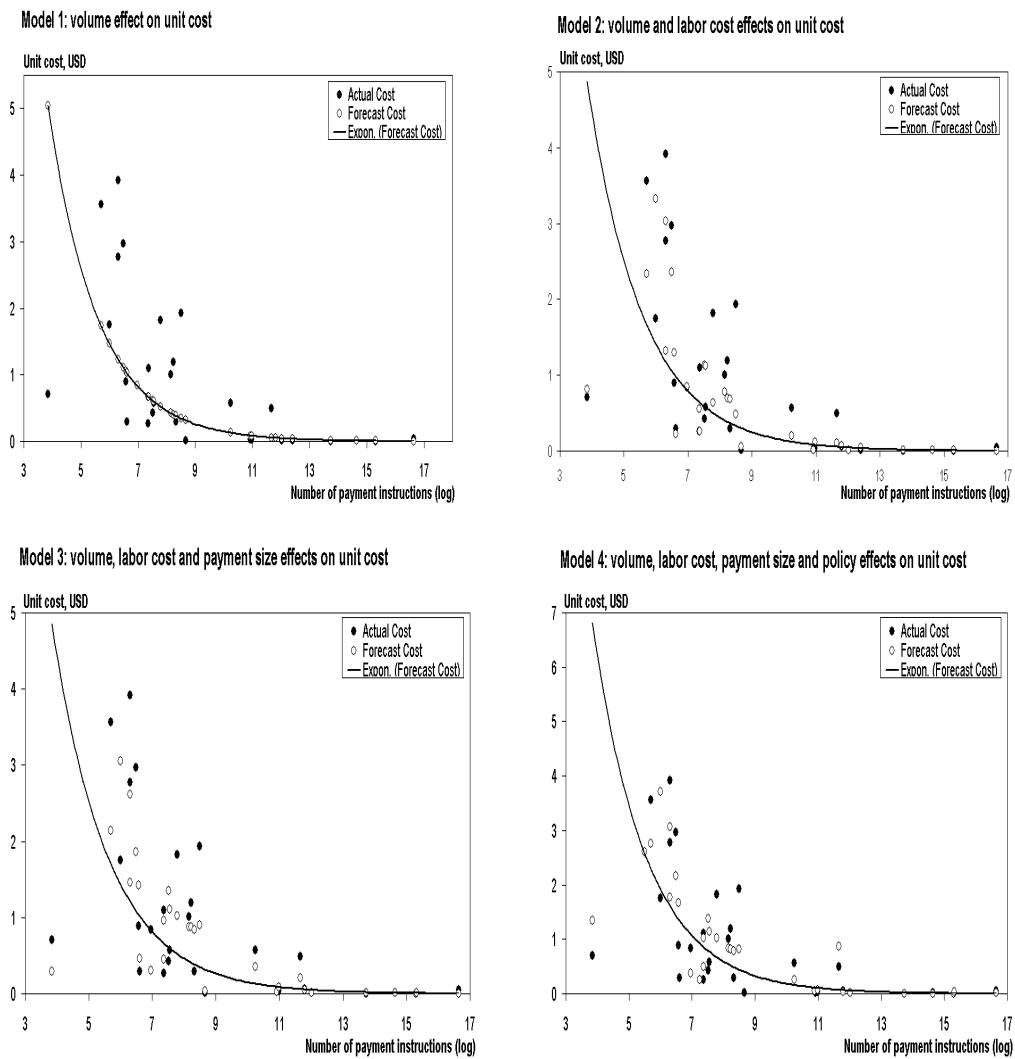 Model 1: volume effect on unit cost
Unit cost, USD
Actual Cost
Forecast Cost
Expon. (Forecast Cost)
5
4
3
2
1
0
3 5 7 9 11 13 15 17
Number of payment instructions (log)
Model 2: volume and labor cost effects on unit cost
Unit cost, USD
Actual Cost
Forecast Cost
Expon. (Forecast Cost)
5
4
3
2
1
0
3 5 7 9 11 13 15 17
Number of payment instructions (log)
Model 3: volume, labor cost and payment size effects on unit cost
Unit cost, USD
Actual Cost
Forecast Cost
Expon. (Forecast Cost)
5
4
3
2
1
0
3 5 7 9 11 13 15 17
Number of payment instructions (log)
Model 4: volume, labor cost, payment size and policy effects on unit cost
Unit cost, USD
Actual Cost
Forecast Cost
Expon. (Forecast Cost)
7
6
5
4
3
2
1
0
3 5 7 9 11 13 15 17
Number of payment instructions (log)